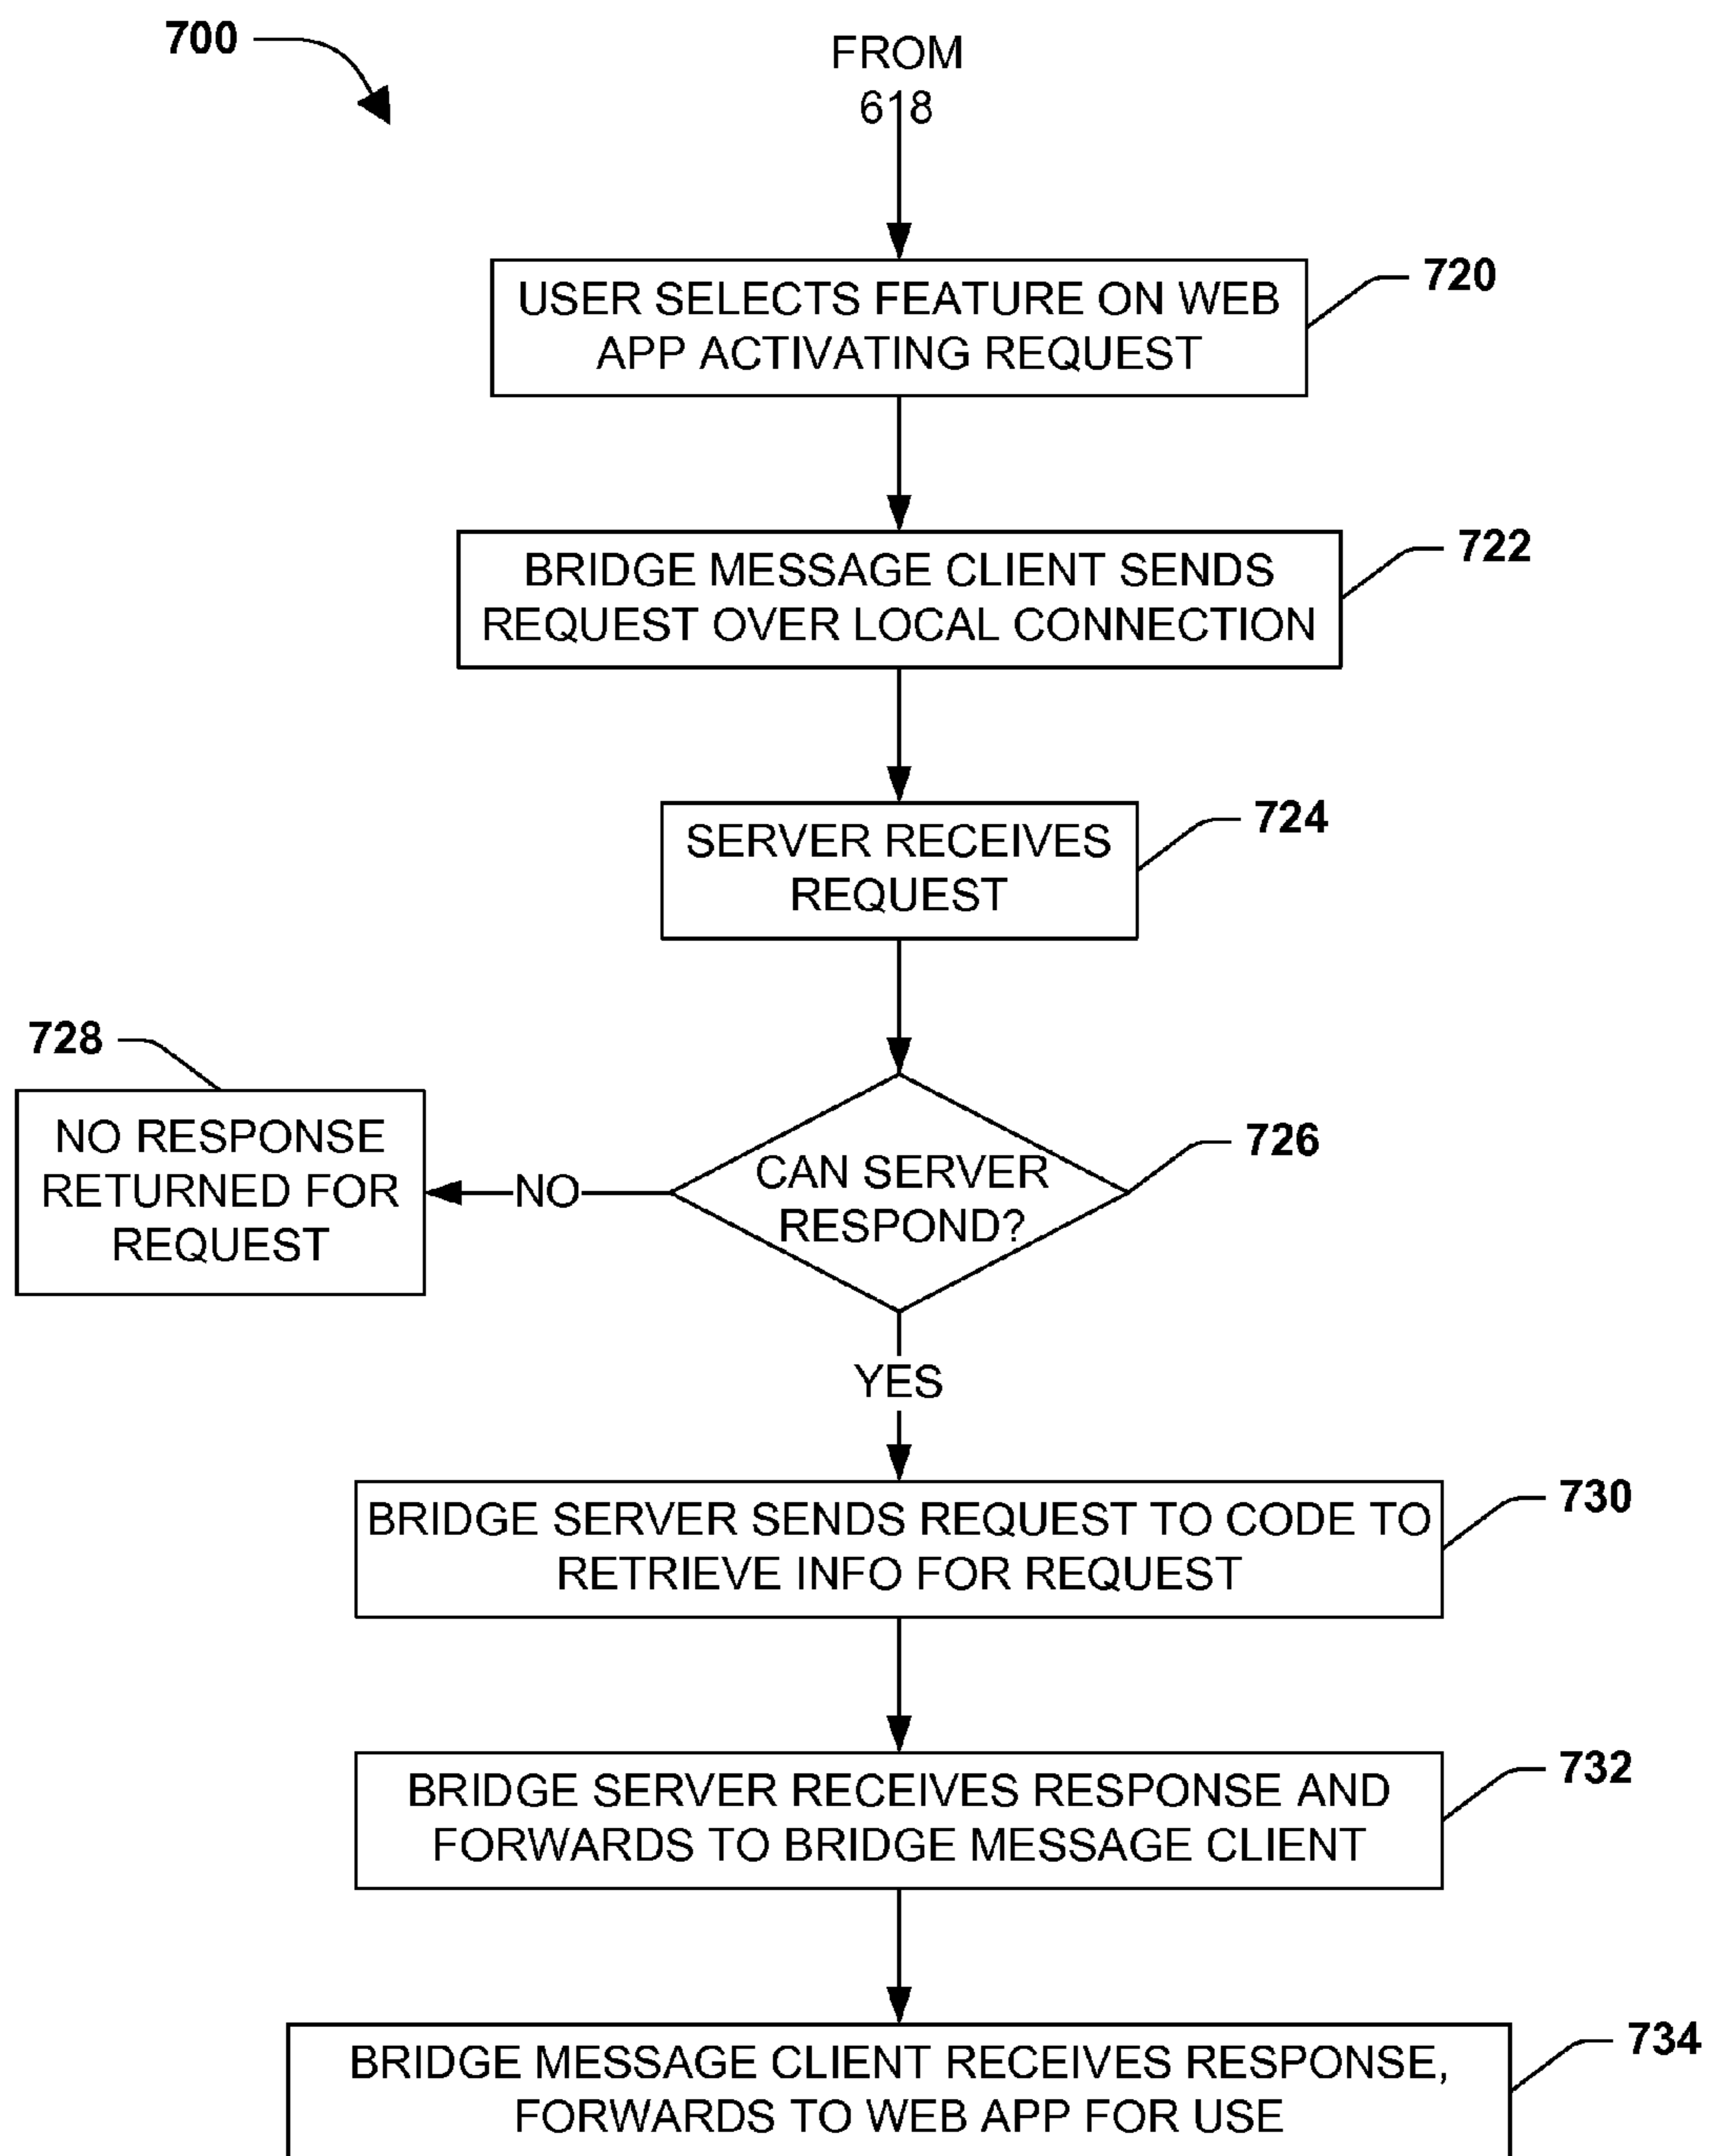 700
FROM
618
USER SELECTS FEATURE ON WEB
APP ACTIVATING REQUEST
720
BRIDGE MESSAGE CLIENT SENDS
REQUEST OVER LOCAL CONNECTION
722
SERVER RECEIVES
REQUEST
724
728
NO RESPONSE
RETURNED FOR
REQUEST
NO
CAN SERVER
RESPOND?
726
YES
BRIDGE SERVER SENDS REQUEST TO CODE TO
RETRIEVE INFO FOR REQUEST
730
BRIDGE SERVER RECEIVES RESPONSE AND
FORWARDS TO BRIDGE MESSAGE CLIENT
732
BRIDGE MESSAGE CLIENT RECEIVES RESPONSE,
FORWARDS TO WEB APP FOR USE
734